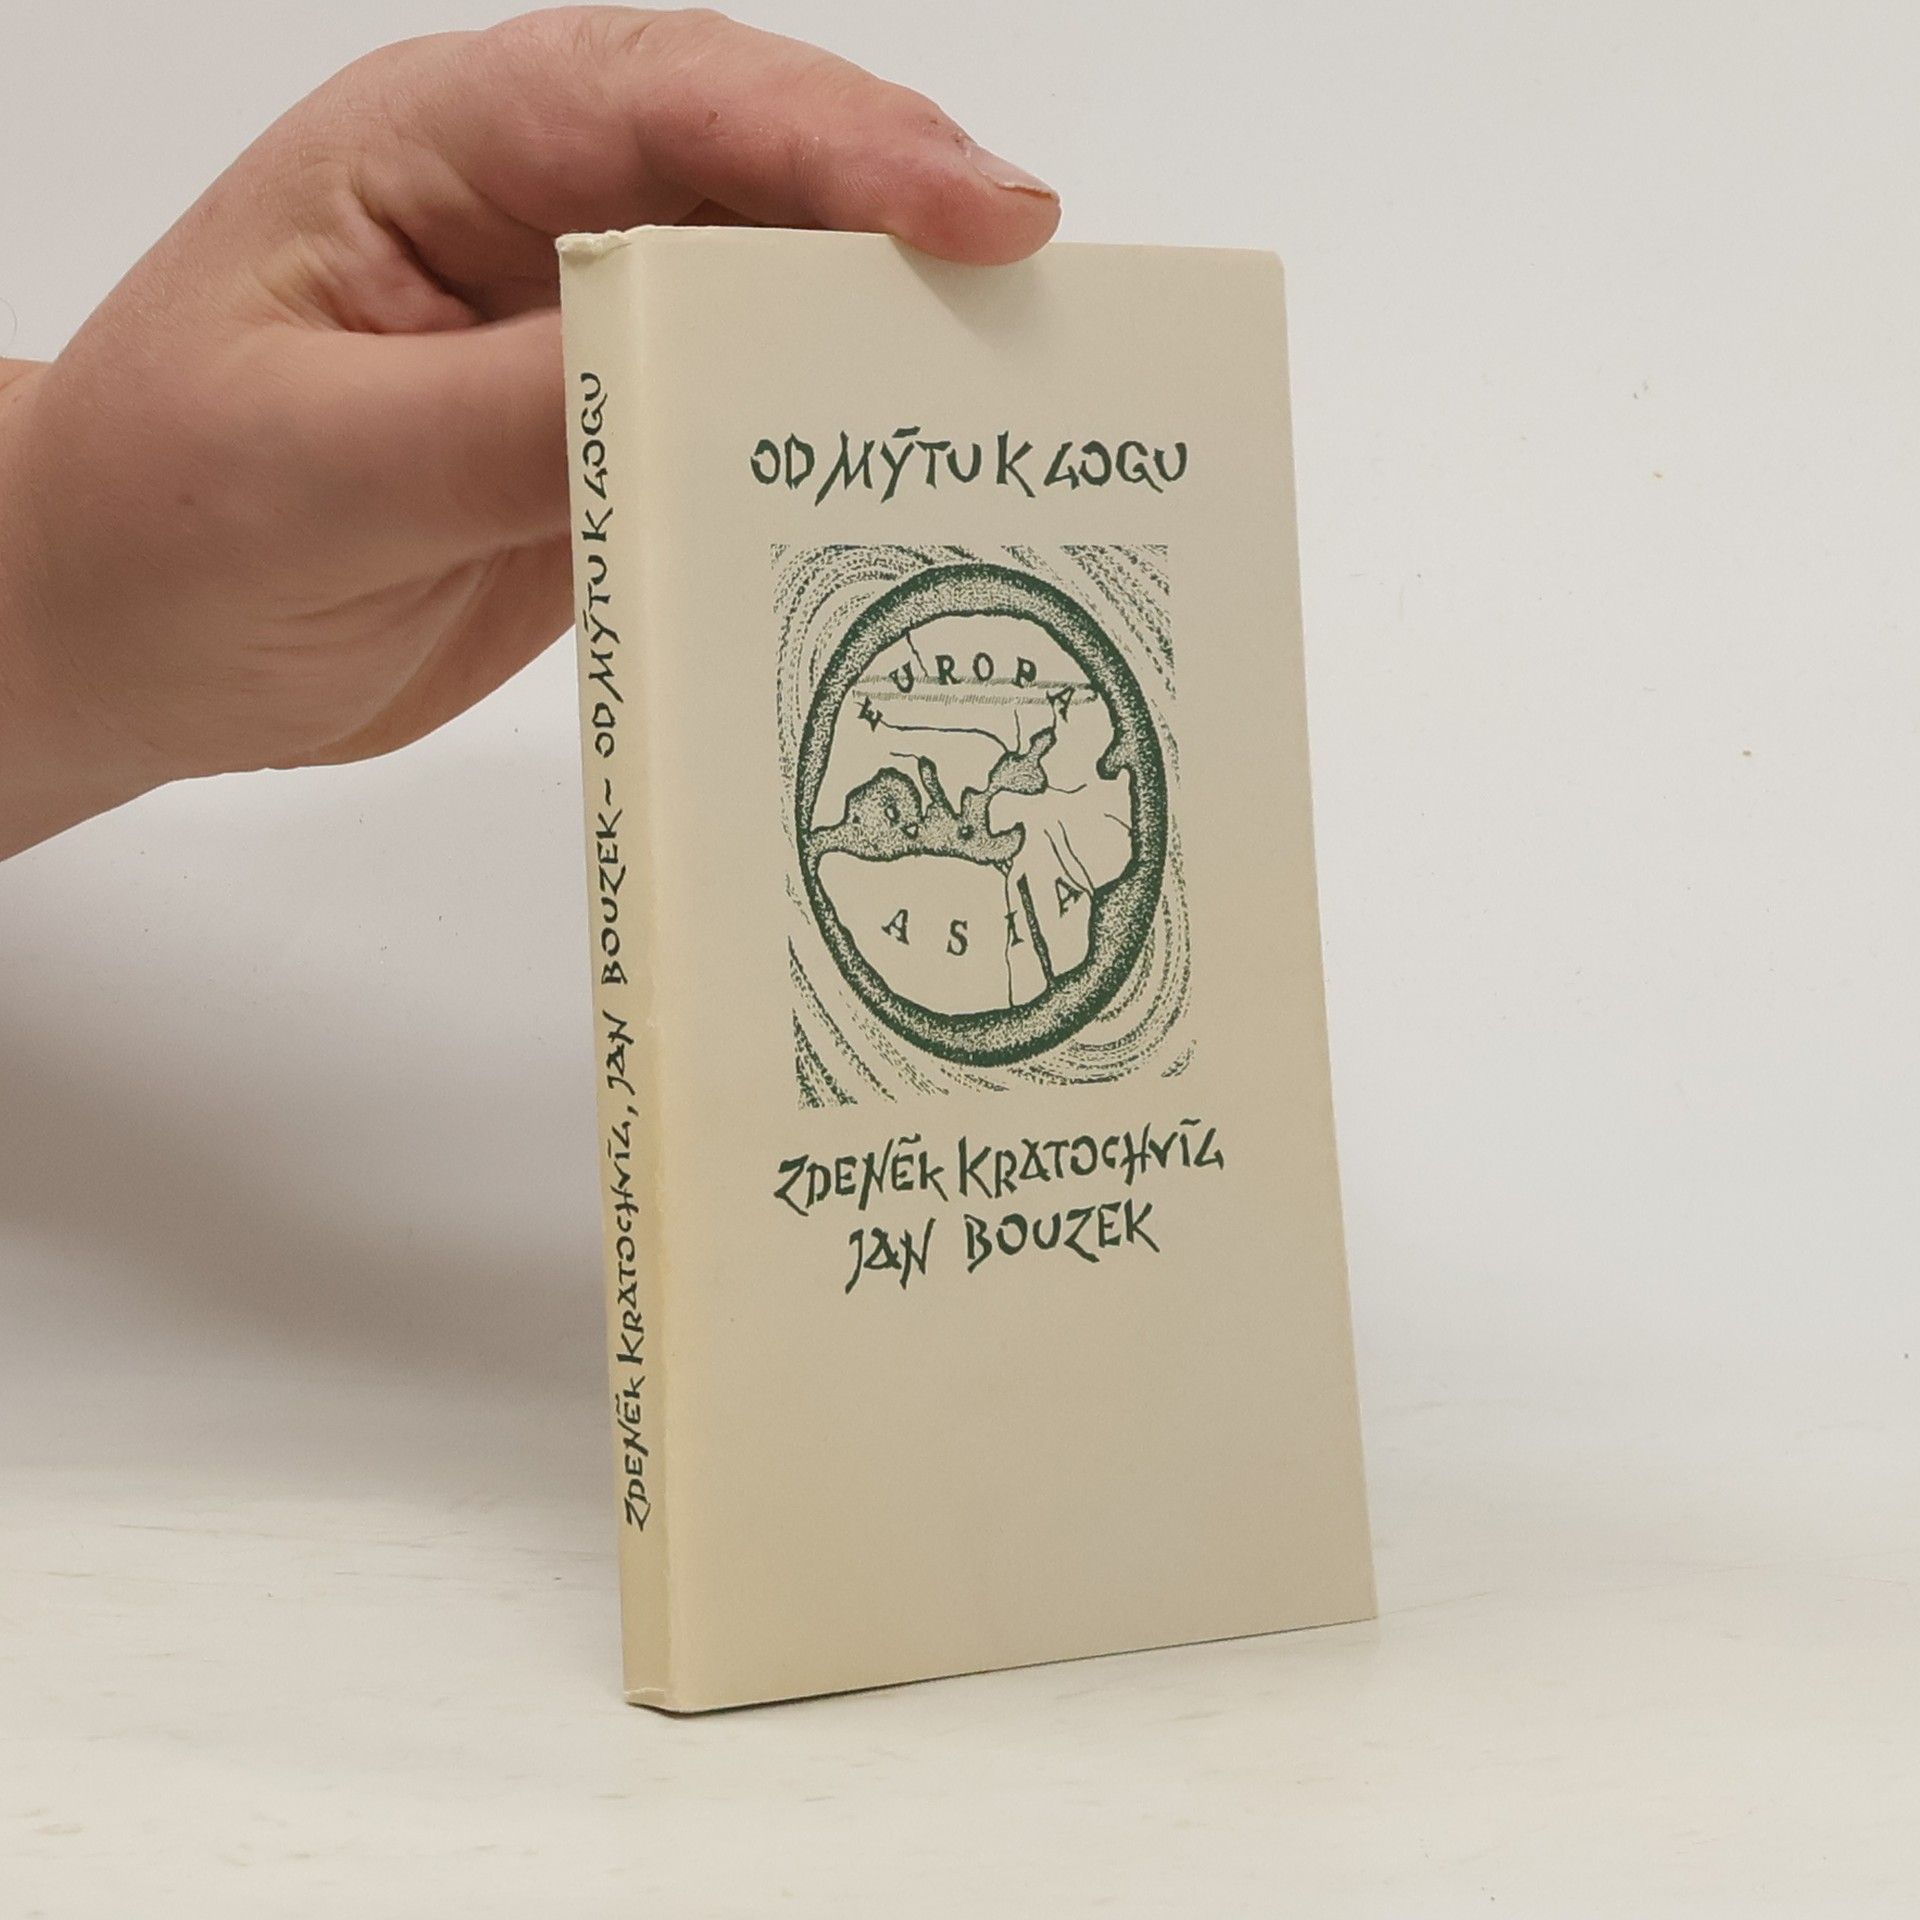 OD MÝTU K LOGU
EUROPA
ASIA
ZDENĚK KRATOCHVÍL
JAN BOUZEK
ZDENĚK KRATOCHVÍL, JAN BOUZEK ~ OD MÝTU K LOGU